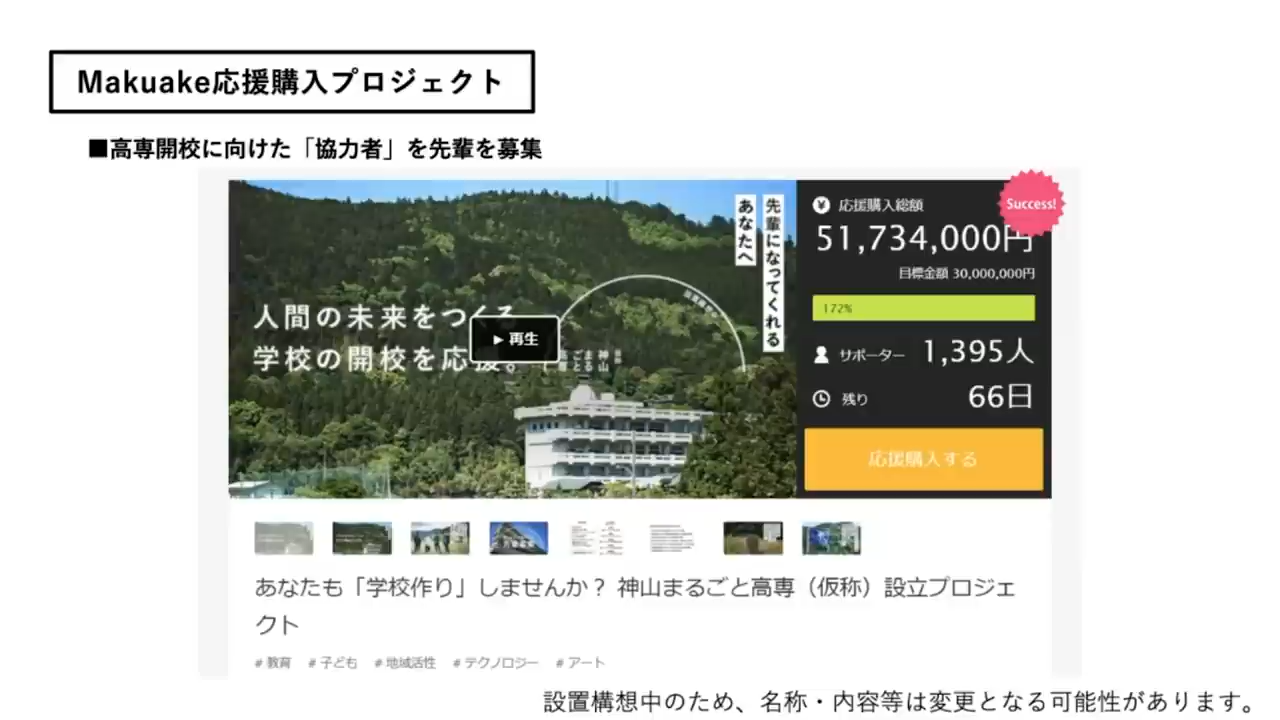 Makuake応援購入プロジェクト
■高専開校に向けた「協力者」を先輩を募集
先輩になってくれる
あなたへ
人間の未来をつくる
学校の開校を応援。
▶再生
神山
まる
ごと
高専
Success!
応援購入総額
51,734,000円
目標金額 30,000,000円
172%
サポーター 1,395人
残り 66日
応援購入する
あなたも「学校作り」しませんか？ 神山まるごと高専（仮称）設立プロジェ
クト
# 教育 # 子ども # 地域活性 # テクノロジー # アート
設置構想中のため、名称・内容等は変更となる可能性があります。